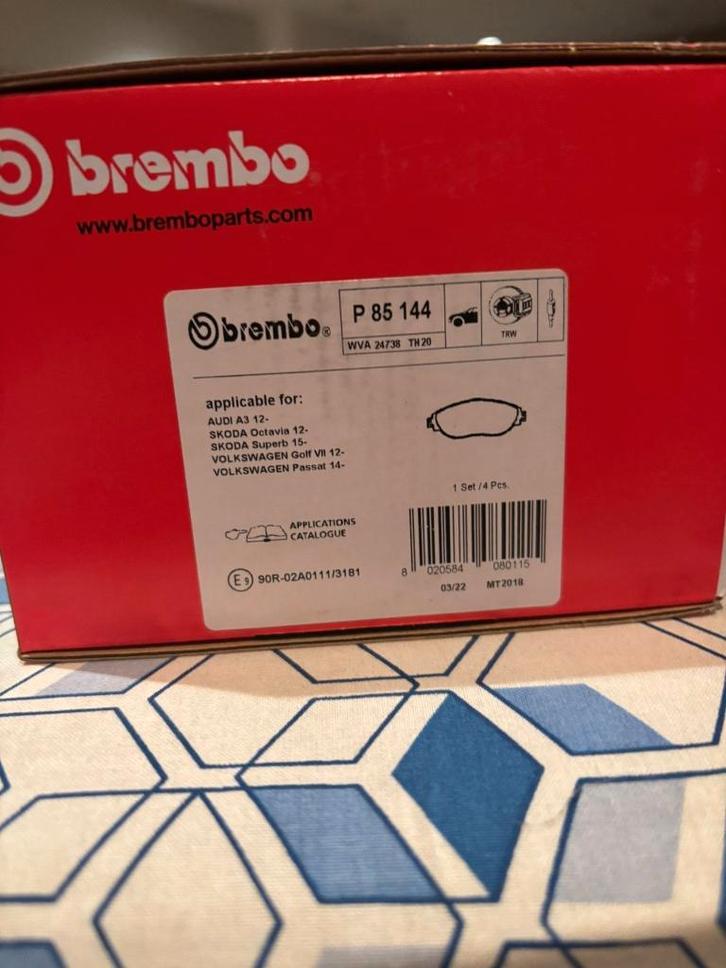 brembo
www.bremboparts.com
brembo®
P 85 144
WVA 24738 TH20
TRW
applicable for:
AUDI A3 12-
SKODA Octavia 12-
SKODA Superb 15-
VOLKSWAGEN Golf VII 12-
VOLKSWAGEN Passat 14-
1 Set / 4 Pcs.
APPLICATIONS
CATALOGUE
E9 90R-02A0111/3181
8 020584 080115
03/22 MT2018